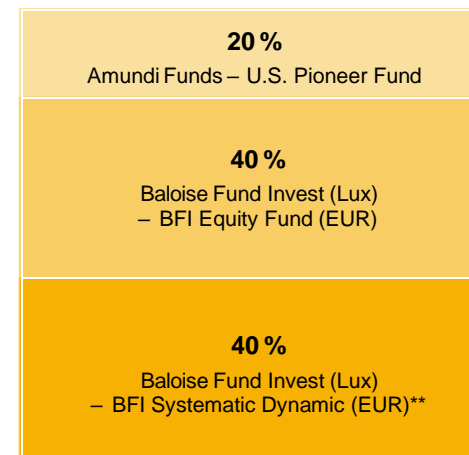 20 %
Amundi Funds – U.S. Pioneer Fund
40 %
Baloise Fund Invest (Lux)
– BFI Equity Fund (EUR)
40 %
Baloise Fund Invest (Lux)
– BFI Systematic Dynamic (EUR)**